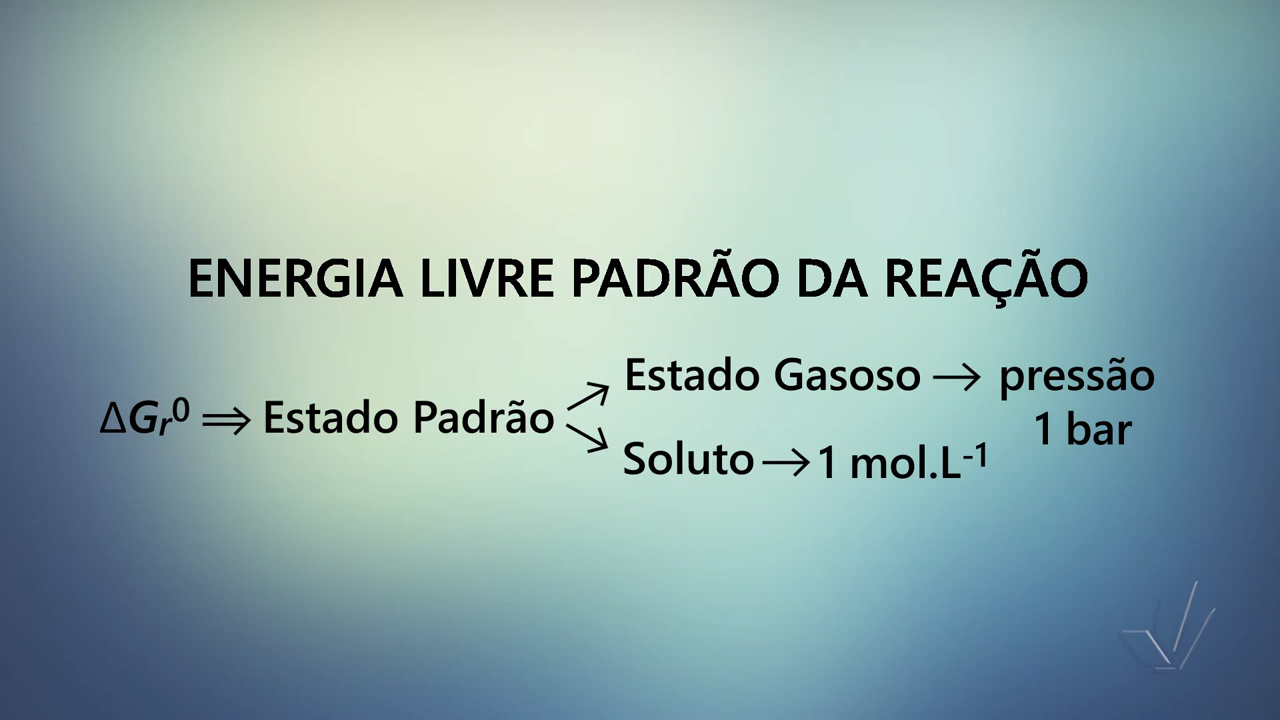 ENERGIA LIVRE PADRÃO DA REAÇÃO
ΔGr⁰ ⇒ Estado Padrão
Estado Gasoso → pressão
1 bar
Soluto → 1 mol.L⁻¹